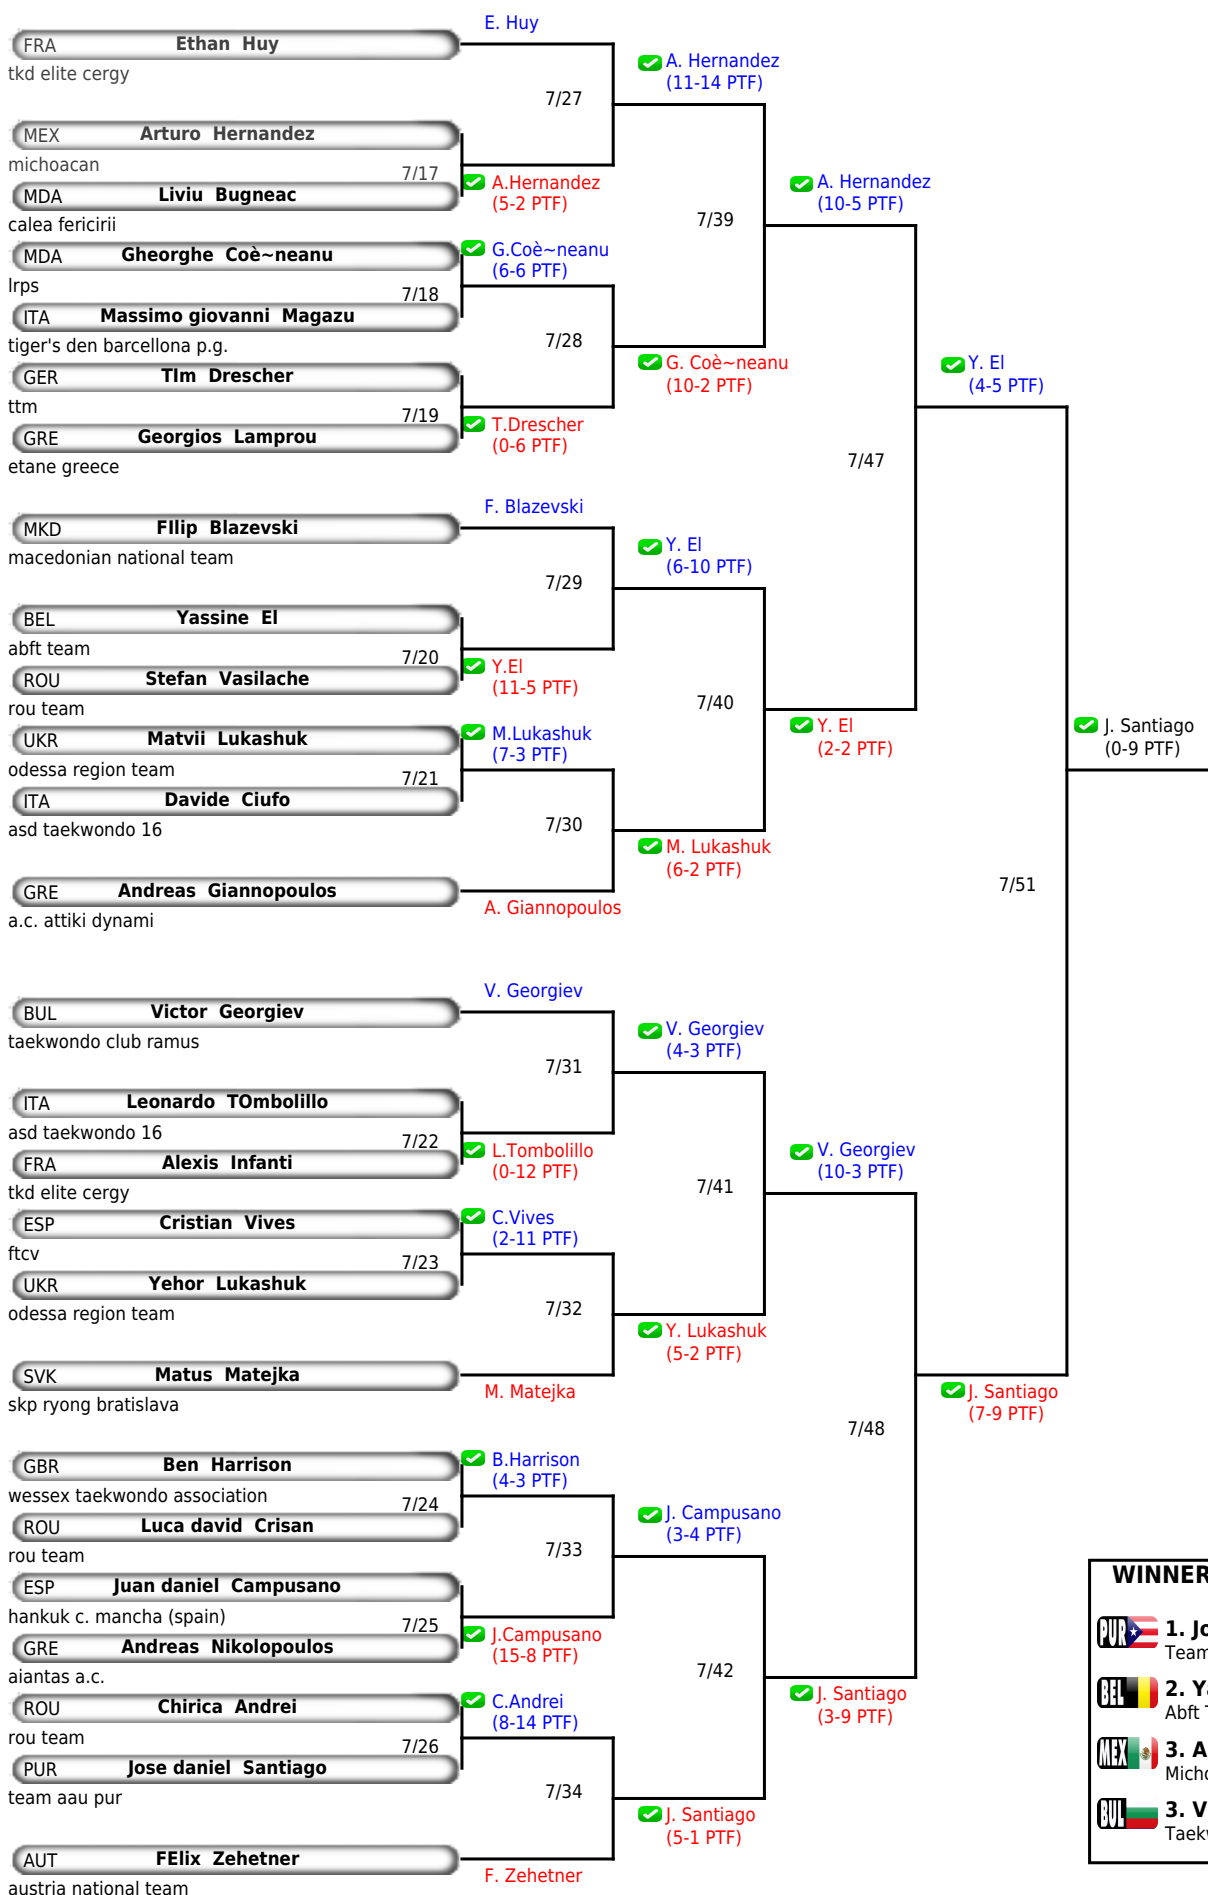 E. Huy
FRA Ethan Huy
tkd elite cergy
A. Hernandez
(11-14 PTF)
7/27
MEX Arturo Hernandez
michoacan
7/17
A.Hernandez
(5-2 PTF)
MDA Liviu Bugneac
calea fericirii
A. Hernandez
(10-5 PTF)
7/39
MDA Gheorghe Coè~neanu
lrps
G.Coè~neanu
(6-6 PTF)
7/18
ITA Massimo giovanni Magazu
tiger's den barcellona p.g.
7/28
G. Coè~neanu
(10-2 PTF)
GER TIm Drescher
ttm
7/19
T.Drescher
(0-6 PTF)
GRE Georgios Lamprou
etane greece
Y. El
(4-5 PTF)
7/47
F. Blazevski
MKD FIlip Blazevski
macedonian national team
Y. El
(6-10 PTF)
7/29
BEL Yassine El
abft team
7/20
Y.El
(11-5 PTF)
ROU Stefan Vasilache
rou team
7/40
Y. El
(2-2 PTF)
UKR Matvii Lukashuk
odessa region team
M.Lukashuk
(7-3 PTF)
7/21
ITA Davide Ciufo
asd taekwondo 16
7/30
M. Lukashuk
(6-2 PTF)
J. Santiago
(0-9 PTF)
GRE Andreas Giannopoulos
a.c. attiki dynami
A. Giannopoulos
7/51
V. Georgiev
BUL Victor Georgiev
taekwondo club ramus
V. Georgiev
(4-3 PTF)
7/31
ITA Leonardo TOmbolillo
asd taekwondo 16
7/22
L.Tombolillo
(0-12 PTF)
FRA Alexis Infanti
tkd elite cergy
V. Georgiev
(10-3 PTF)
7/41
ESP Cristian Vives
ftcv
C.Vives
(2-11 PTF)
7/23
UKR Yehor Lukashuk
odessa region team
7/32
Y. Lukashuk
(5-2 PTF)
SVK Matus Matejka
skp ryong bratislava
M. Matejka
J. Santiago
(7-9 PTF)
7/48
GBR Ben Harrison
wessex taekwondo association
B.Harrison
(4-3 PTF)
7/24
ROU Luca david Crisan
rou team
J. Campusano
(3-4 PTF)
7/33
ESP Juan daniel Campusano
hankuk c. mancha (spain)
7/25
J.Campusano
(15-8 PTF)
GRE Andreas Nikolopoulos
aiantas a.c.
7/42
J. Santiago
(3-9 PTF)
ROU Chirica Andrei
rou team
C.Andrei
(8-14 PTF)
7/26
PUR Jose daniel Santiago
team aau pur
7/34
J. Santiago
(5-1 PTF)
AUT FElix Zehetner
austria national team
F. Zehetner
WINNER
PUR 1. Jo
Team
BEL 2. Ya
Abft T
MEX 3. A
Micho
BUL 3. V
Taekw